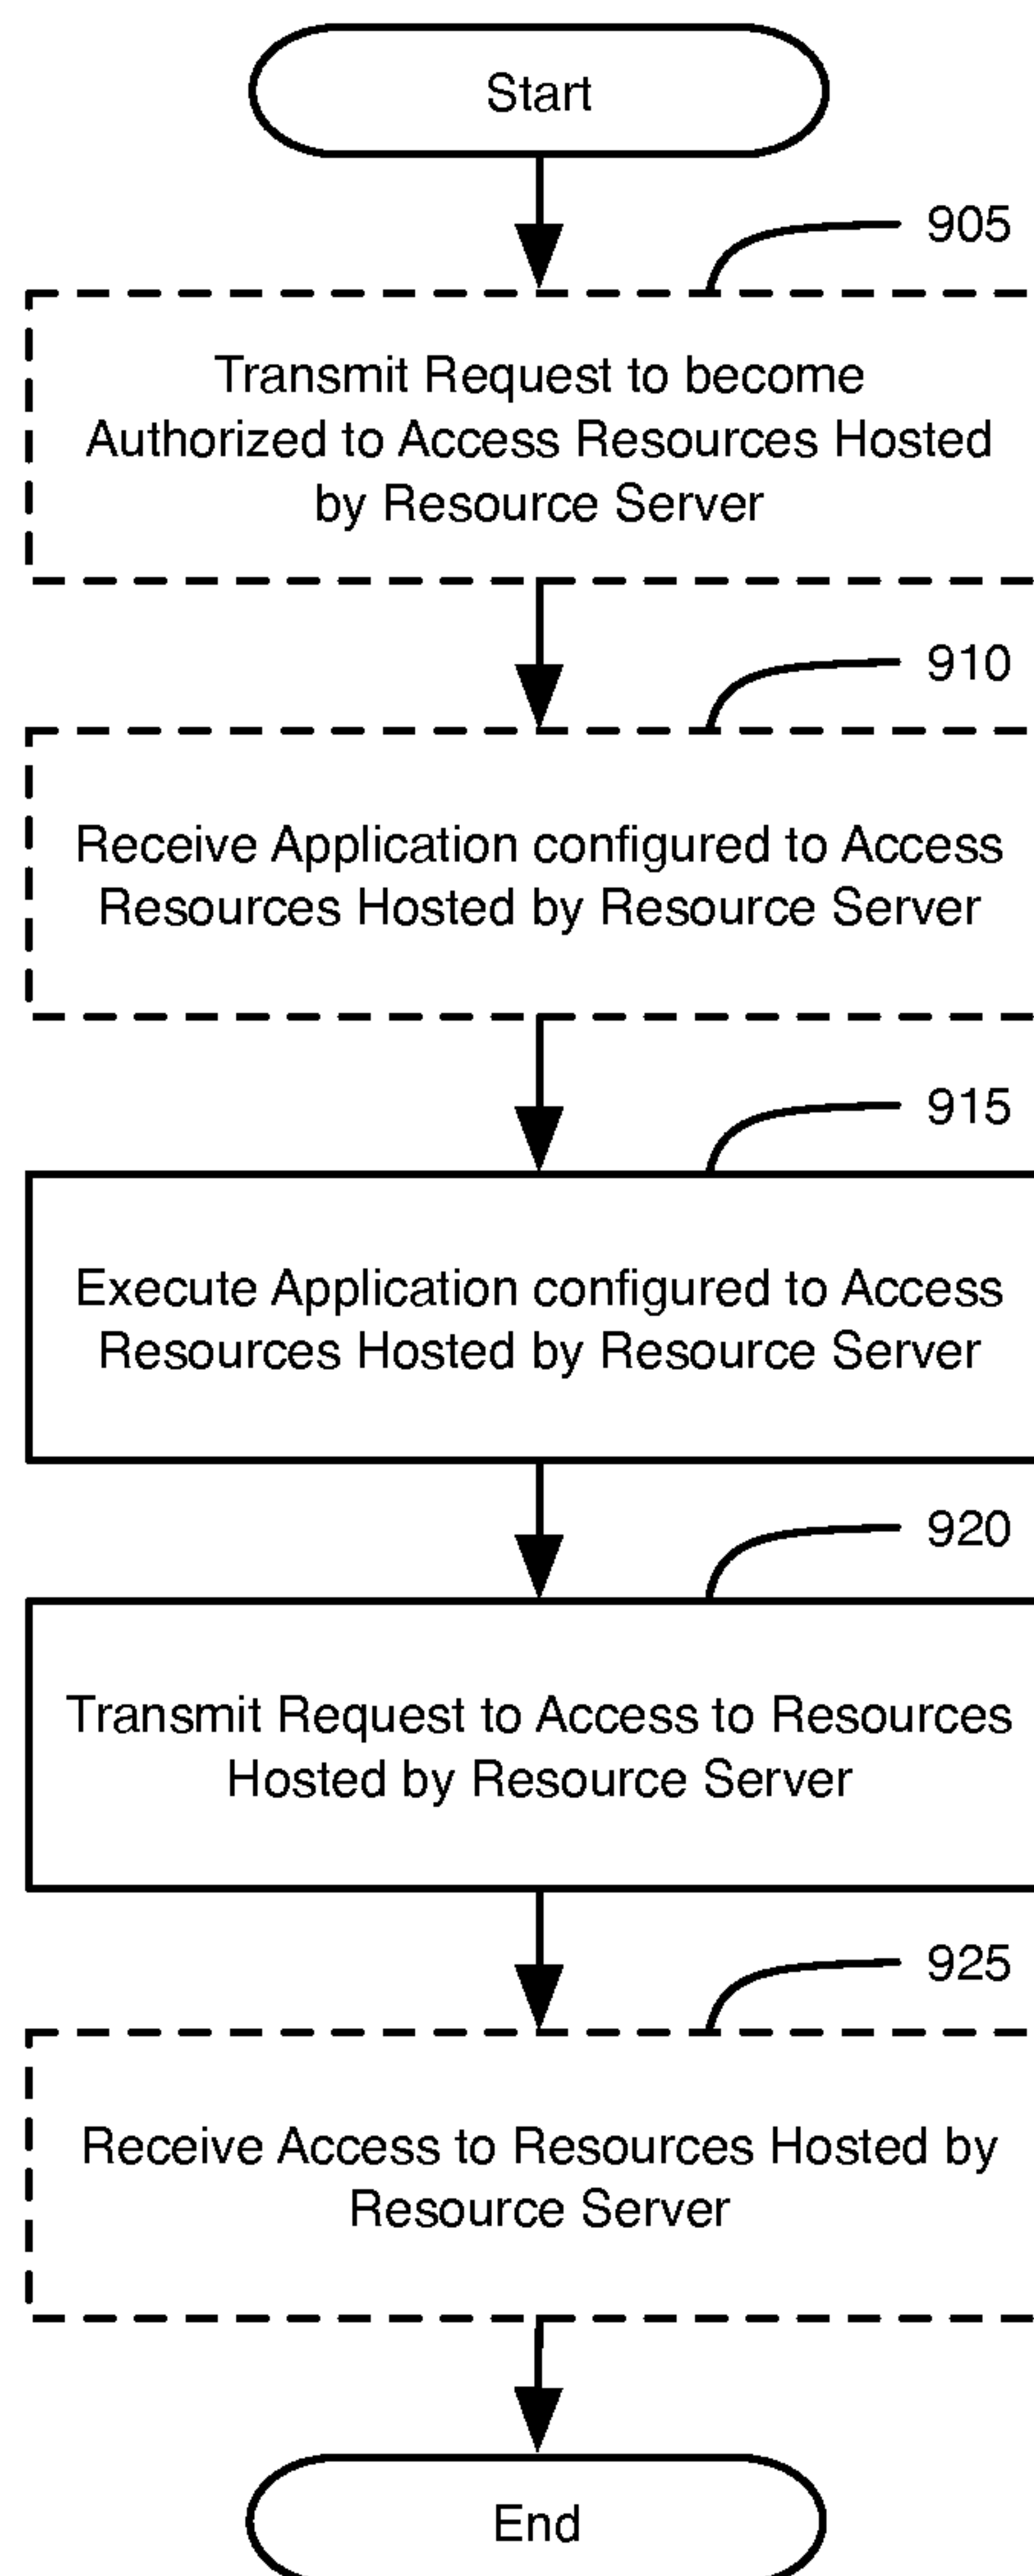 Start
905
Transmit Request to become
Authorized to Access Resources Hosted
by Resource Server
910
Receive Application configured to Access
Resources Hosted by Resource Server
915
Execute Application configured to Access
Resources Hosted by Resource Server
920
Transmit Request to Access to Resources
Hosted by Resource Server
925
Receive Access to Resources Hosted by
Resource Server
End